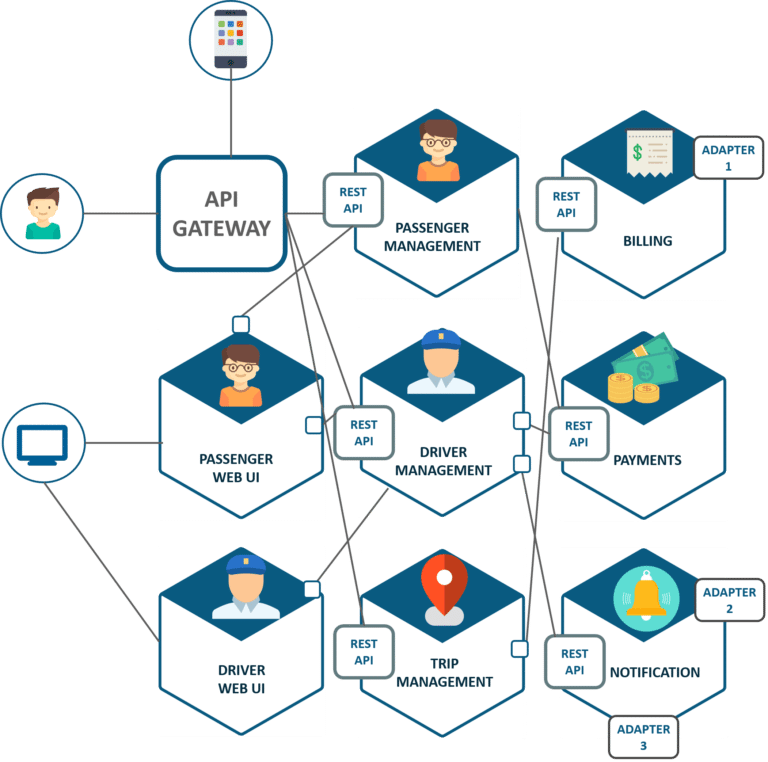 API
GATEWAY
REST
API
PASSENGER
MANAGEMENT
REST
API
BILLING
ADAPTER
1
PASSENGER
WEB UI
REST
API
DRIVER
MANAGEMENT
REST
API
PAYMENTS
DRIVER
WEB UI
REST
API
TRIP
MANAGEMENT
REST
API
NOTIFICATION
ADAPTER
2
ADAPTER
3